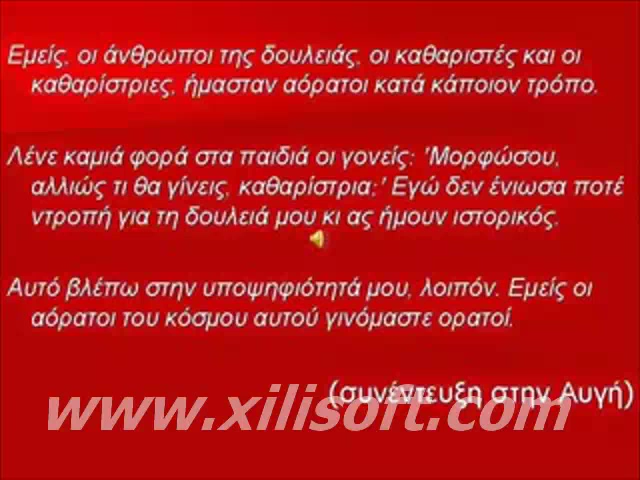 Εμείς, οι άνθρωποι της δουλειάς, οι καθαριστές και οι
καθαρίστριες, ήμασταν αόρατοι κατά κάποιον τρόπο.
Λένε καμιά φορά στα παιδιά οι γονείς: 'Μορφώσου,
αλλιώς τι θα γίνεις, καθαρίστρια;' Εγώ δεν ένιωσα ποτέ
ντροπή για τη δουλειά μου κι ας ήμουν ιστορικός.
Αυτό βλέπω στην υποψηφιότητά μου, λοιπόν. Εμείς οι
αόρατοι του κόσμου αυτού γινόμαστε ορατοί.
(συνέντευξη στην Αυγή)
www.xilisoft.com